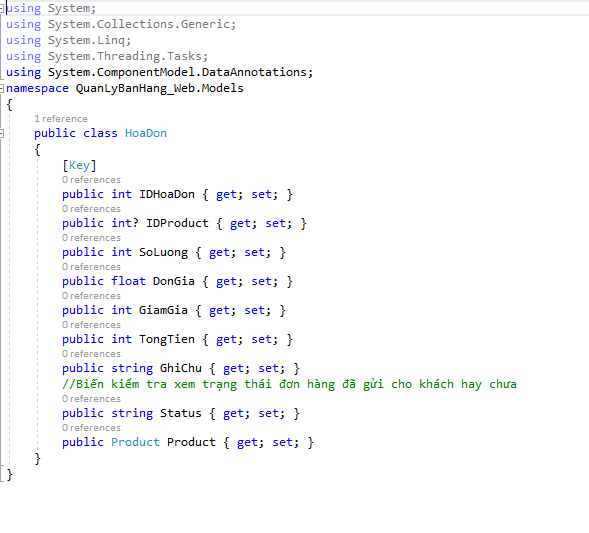 using System;
using System.Collections.Generic;
using System.Linq;
using System.Threading.Tasks;
using System.ComponentModel.DataAnnotations;
namespace QuanLyBanHang_Web.Models
{
1 reference
public class HoaDon
{
[Key]
0 references
public int IDHoaDon { get; set; }
0 references
public int? IDProduct { get; set; }
0 references
public int SoLuong { get; set; }
0 references
public float DonGia { get; set; }
0 references
public int GiamGia { get; set; }
0 references
public int TongTien { get; set; }
0 references
public string GhiChu { get; set; }
//Biến kiểm tra xem trạng thái đơn hàng đã gửi cho khách hay chưa
0 references
public string Status { get; set; }
0 references
public Product Product { get; set; }
}
}